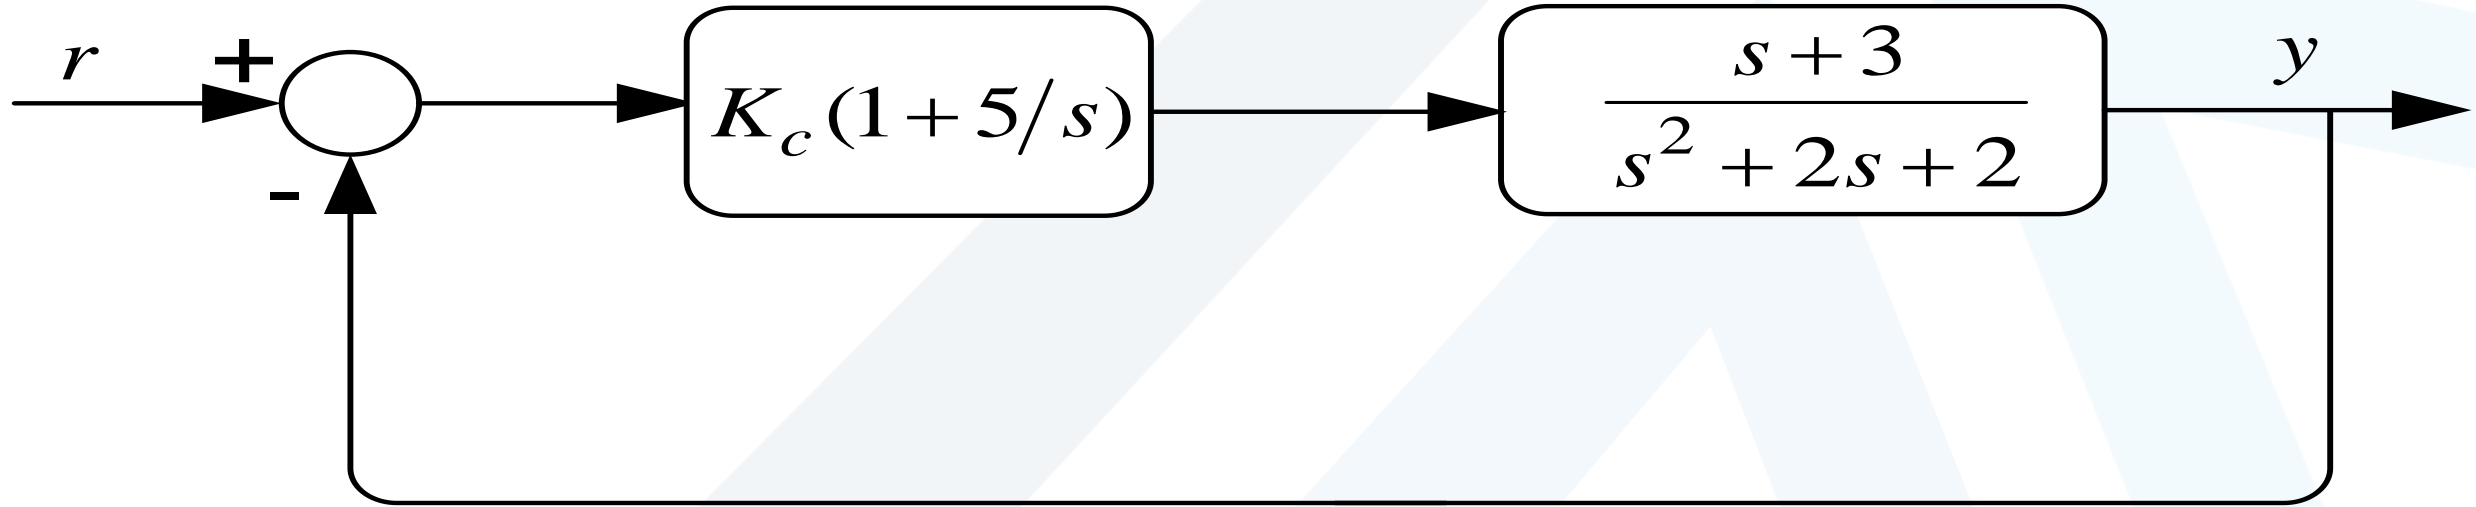 r
+
-
K_c(1+5/s)
s+3
s^2+2s+2
y